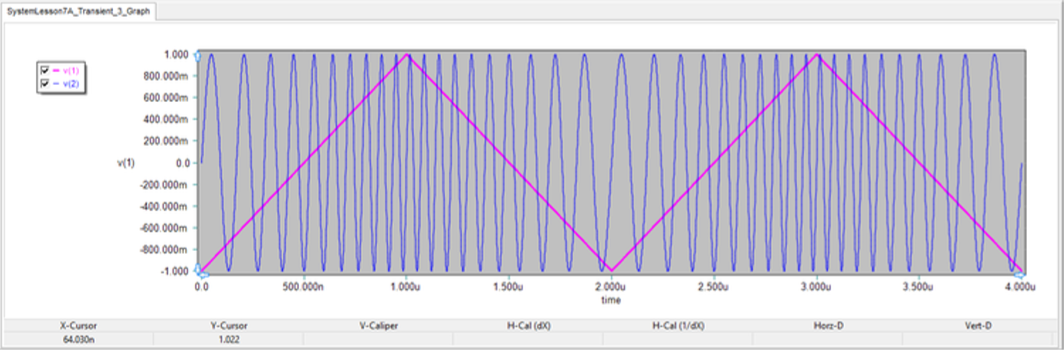 SystemLesson7A_Transient_3_Graph
v(1)
v(2)
1.000
800.000m
600.000m
400.000m
200.000m
0.0
-200.000m
-400.000m
-600.000m
-800.000m
-1.000
v(1)
0.0 500.000n 1.000u 1.500u 2.000u 2.500u 3.000u 3.500u 4.000u
time
X-Cursor Y-Cursor V-Caliper H-Cal (dX) H-Cal (1/dX) Horz-D Vert-D
64.030n 1.022